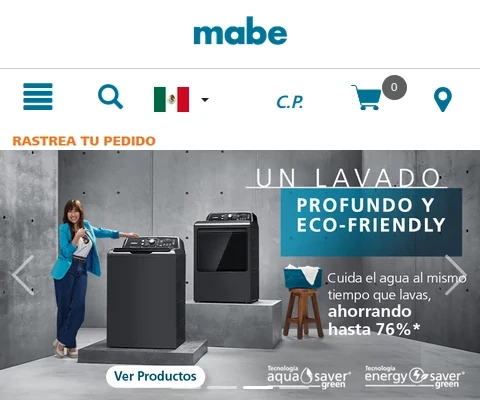 mabe
C.P.
0
RASTREA TU PEDIDO
UN LAVADO
PROFUNDO Y
ECO-FRIENDLY
Cuida el agua al mismo
tiempo que lavas,
ahorrando
hasta 76%*
Ver Productos
Tecnología
aqua saver®
green
Tecnología
energy saver®
green